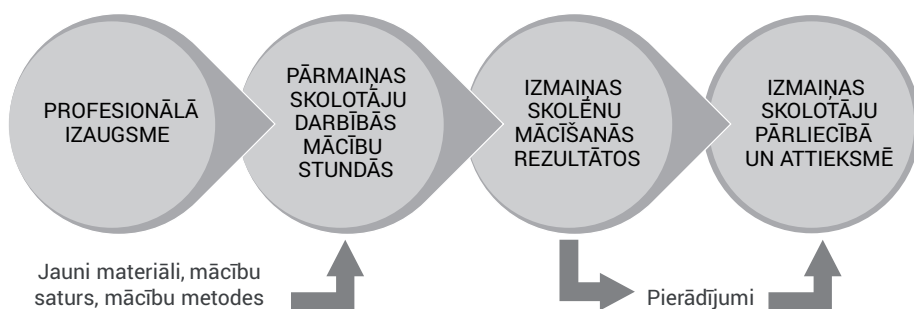 PROFESIONĀLĀ
IZAUGSME
PĀRMAIŅAS
SKOLOTĀJU
DARBĪBĀS
MĀCĪBU
STUNDĀS
IZMAIŅAS
SKOLĒNU
MĀCĪŠANĀS
REZULTĀTOS
IZMAIŅAS
SKOLOTĀJU
PĀRLIECĪBĀ
UN ATTIEKSMĒ
Jauni materiāli, mācību
saturs, mācību metodes
Pierādījumi